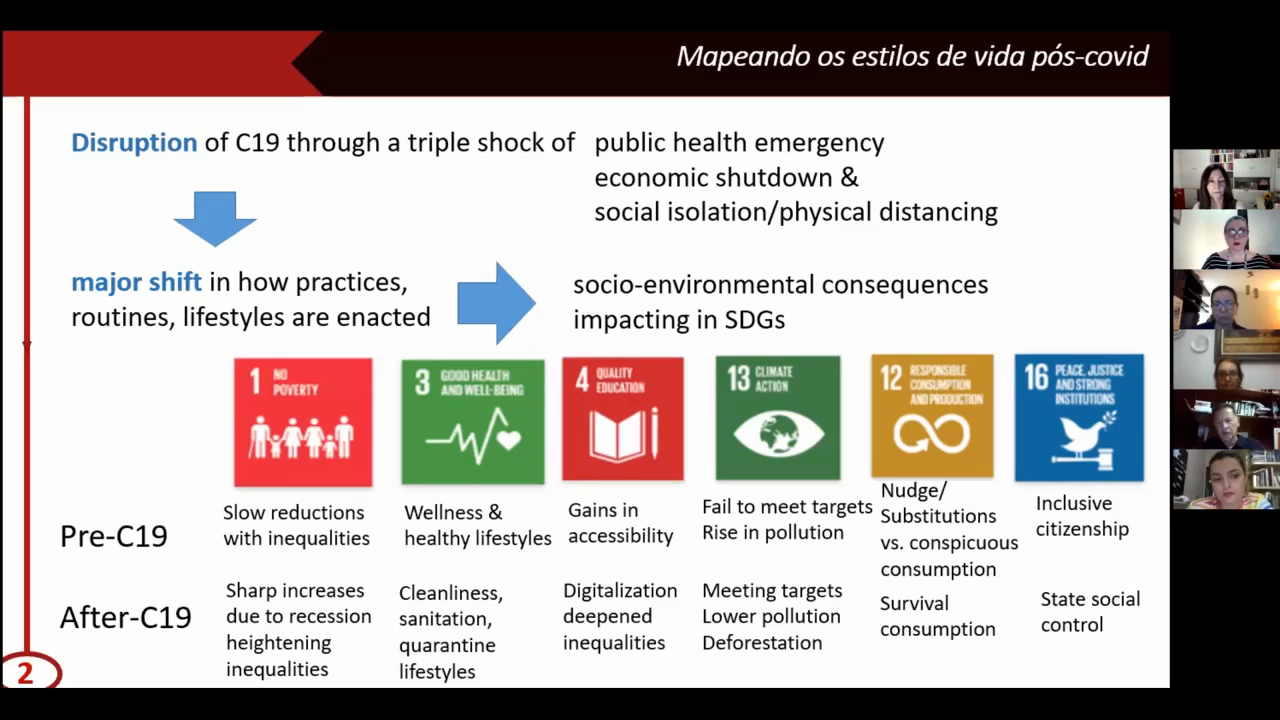 Mapeando os estilos de vida pós-covid
Disruption of C19 through a triple shock of
public health emergency
economic shutdown &
social isolation/physical distancing
major shift in how practices,
routines, lifestyles are enacted
socio-environmental consequences
impacting in SDGs
1 NO
POVERTY
3 GOOD HEALTH
AND WELL-BEING
4 QUALITY
EDUCATION
13 CLIMATE
ACTION
12 RESPONSIBLE
CONSUMPTION
AND PRODUCTION
16 PEACE, JUSTICE
AND STRONG
INSTITUTIONS
Pre-C19
Slow reductions
with inequalities
Wellness &
healthy lifestyles
Gains in
accessibility
Fail to meet targets
Rise in pollution
Nudge/
Substitutions
vs. conspicuous
consumption
Inclusive
citizenship
After-C19
Sharp increases
due to recession
heightening
inequalities
Cleanliness,
sanitation,
quarantine
lifestyles
Digitalization
deepened
inequalities
Meeting targets
Lower pollution
Deforestation
Survival
consumption
State social
control
2